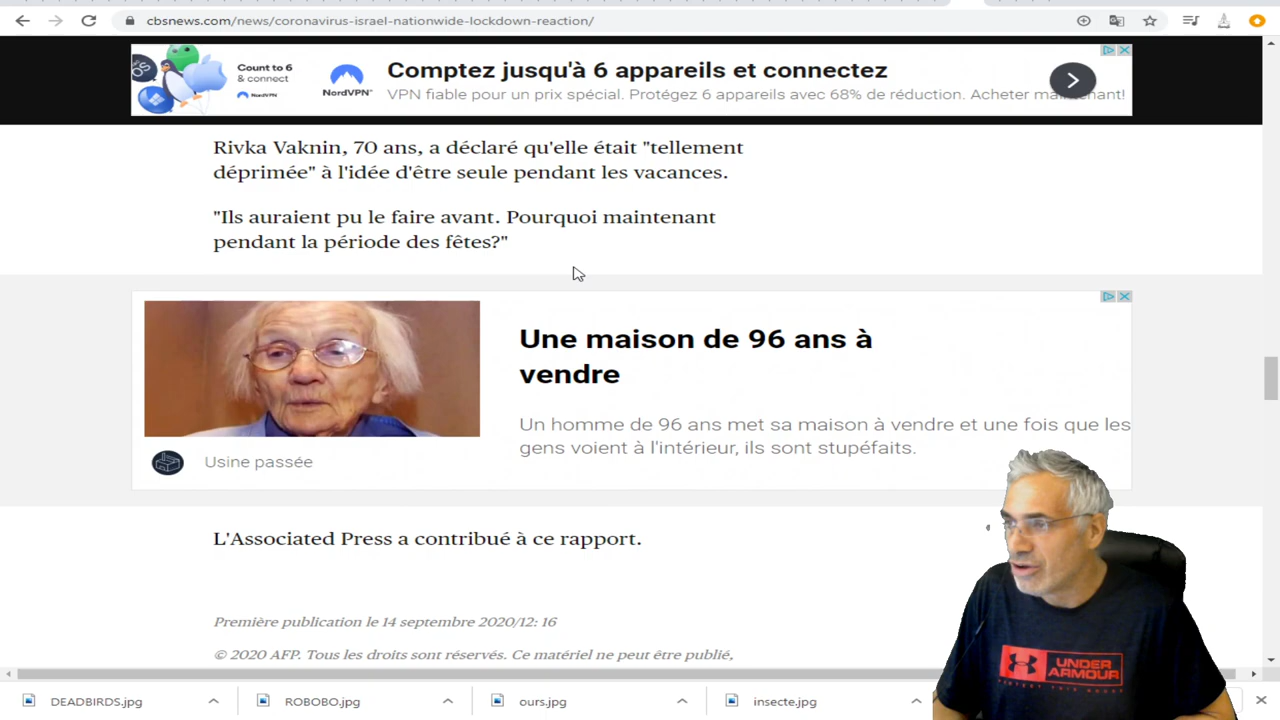 cbsnews.com/news/coronavirus-israel-nationwide-lockdown-reaction/
Count to 6
& connect
NordVPN
NordVPN
Comptez jusqu'à 6 appareils et connectez
VPN fiable pour un prix spécial. Protégez 6 appareils avec 68% de réduction. Acheter maintenant!
Rivka Vaknin, 70 ans, a déclaré qu'elle était "tellement
déprimée" à l'idée d'être seule pendant les vacances.
"Ils auraient pu le faire avant. Pourquoi maintenant
pendant la période des fêtes?"
Une maison de 96 ans à
vendre
Un homme de 96 ans met sa maison à vendre et une fois que les
gens voient à l'intérieur, ils sont stupéfaits.
Usine passée
L'Associated Press a contribué à ce rapport.
Première publication le 14 septembre 2020/12: 16
© 2020 AFP. Tous les droits sont réservés. Ce matériel ne peut être publié,
UNDER
ARMOUR
DEADBIRDS.jpg
ROBOBO.jpg
ours.jpg
insecte.jpg